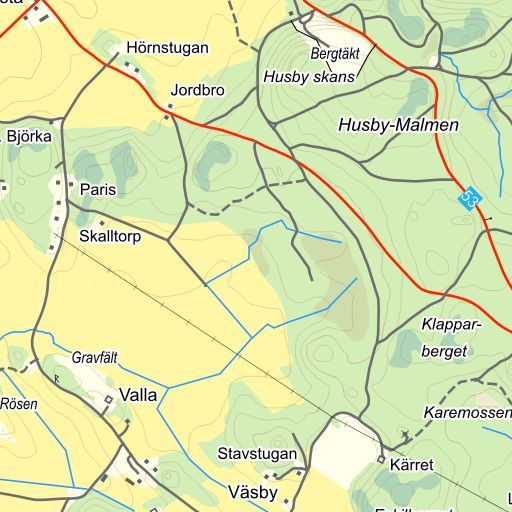 sta
Hörnstugan
Bergtäkt
Husby skans
Jordbro
Husby-Malmen
Björka
Paris
53
Skalltorp
Klappar-
berget
Gravfält
Valla
Rösen
Karemossen
Stavstugan
Kärret
Väsby